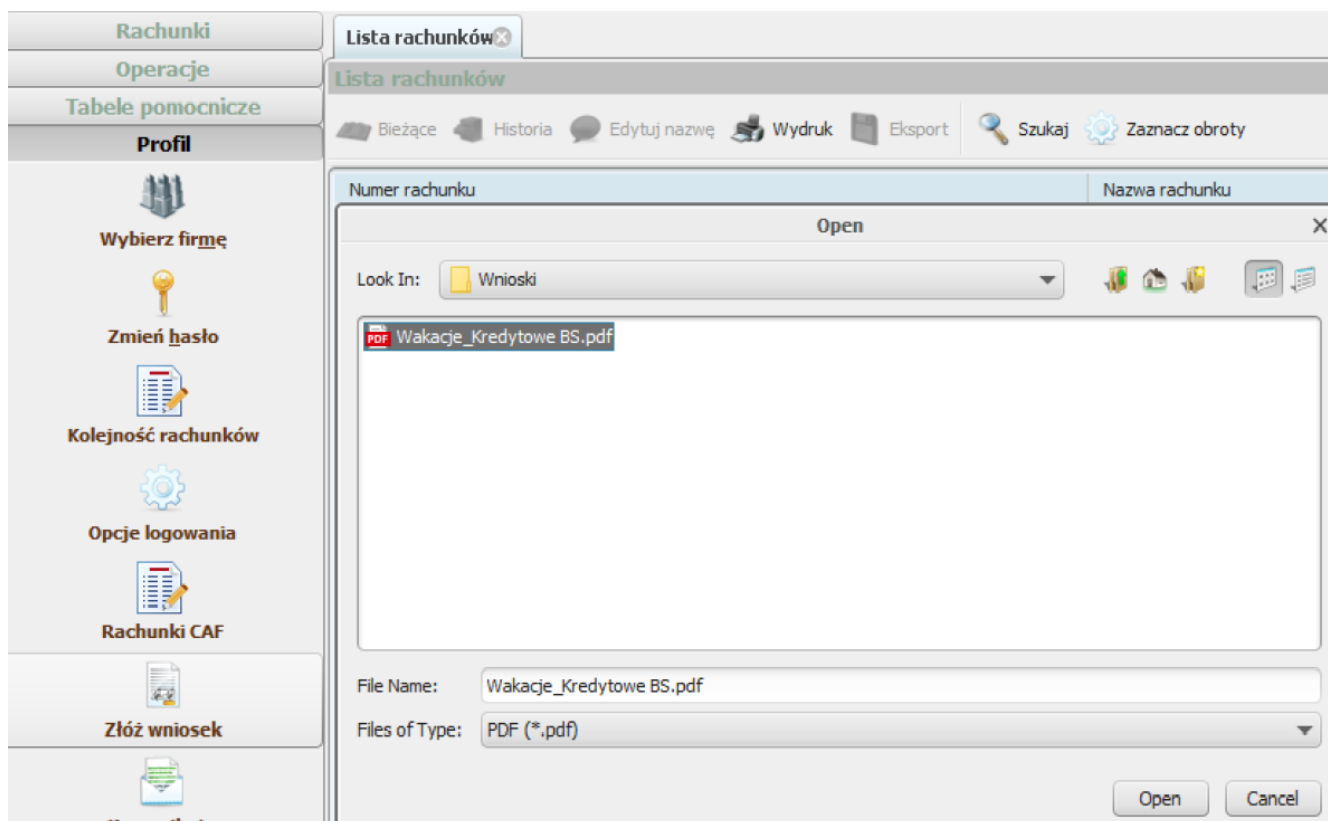 Rachunki
Operacje
Tabele pomocnicze
Profil
Wybierz firmę
Zmień hasło
Kolejność rachunków
Opcje logowania
Rachunki CAF
Złóż wniosek
Lista rachunków
Lista rachunków
Bieżące Historia Edytuj nazwę Wydruk Eksport Szukaj Zaznacz obroty
Numer rachunku Nazwa rachunku
Open
Look In: Wnioski
PDF Wakacje_Kredytowe BS.pdf
File Name: Wakacje_Kredytowe BS.pdf
Files of Type: PDF (*.pdf)
Open Cancel